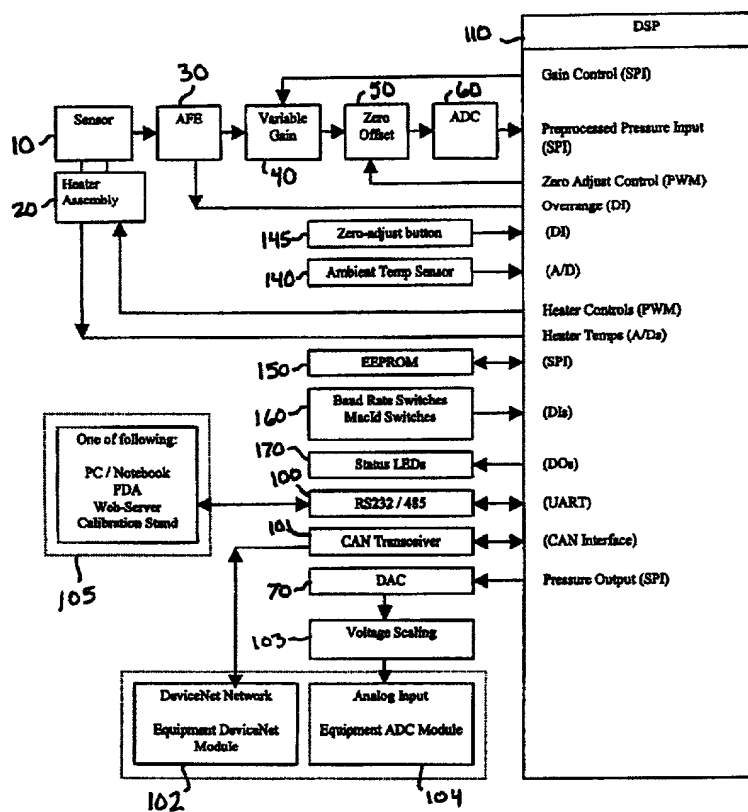 110
DSP
30
50
60
Gain Control (SPI)
Sensor
AFE
Variable
Gain
Zero
Offset
ADC
Preprocessed Pressure Input
(SPI)
10
40
Heater
Assembly
20
Zero Adjust Control (PWM)
Overrange (DI)
145
Zero-adjust button
(DI)
140
Ambient Temp Sensor
(A/D)
Heater Controls (PWM)
Heater Temps (A/Ds)
150
EEPROM
(SPI)
160
Baud Rate Switches
MacId Switches
(DIs)
170
Status LEDs
(DOs)
One of following:
PC / Notebook
PDA
Web-Server
Calibration Stand
105
100
RS232 / 485
(UART)
101
CAN Transceiver
(CAN Interface)
70
DAC
Pressure Output (SPI)
103
Voltage Scaling
DeviceNet Network
Equipment DeviceNet
Module
Analog Input
Equipment ADC Module
102
104